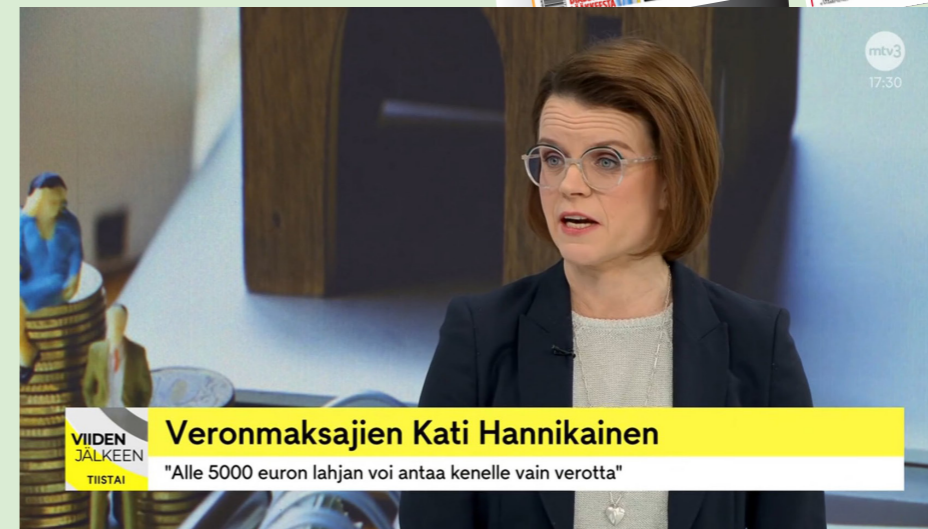 mtv3
17:30
VIIDEN
JÄLKEEN
TIISTAI
Veronmaksajien Kati Hannikainen
"Alle 5000 euron lahjan voi antaa kenelle vain verotta"